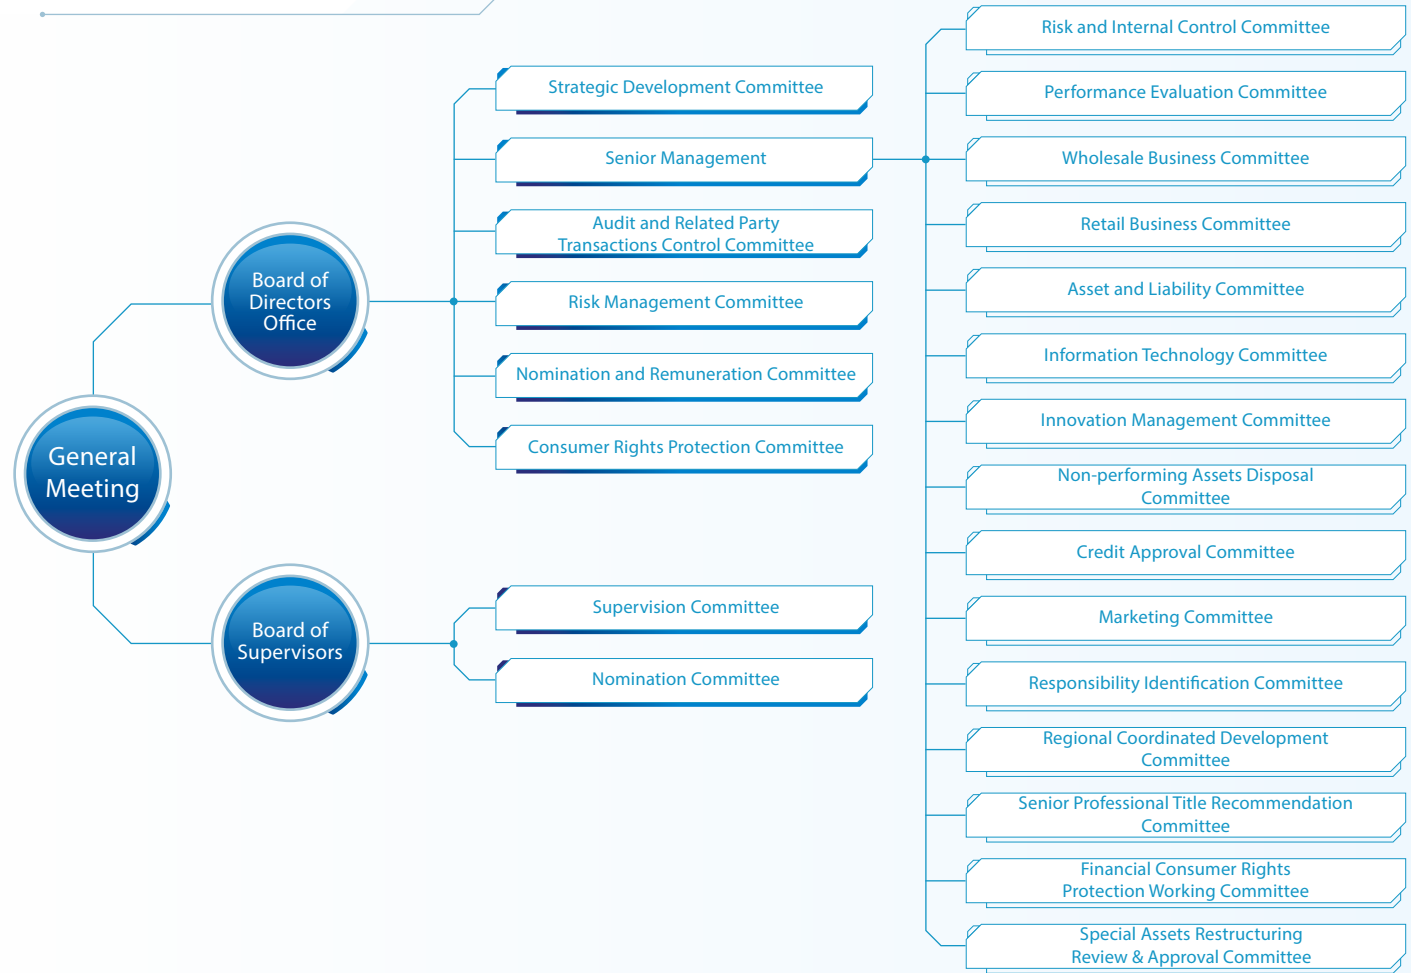 General
Meeting
Board of
Directors
Office
Board of
Supervisors
Strategic Development Committee
Senior Management
Audit and Related Party
Transactions Control Committee
Risk Management Committee
Nomination and Remuneration Committee
Consumer Rights Protection Committee
Supervision Committee
Nomination Committee
Risk and Internal Control Committee
Performance Evaluation Committee
Wholesale Business Committee
Retail Business Committee
Asset and Liability Committee
Information Technology Committee
Innovation Management Committee
Non-performing Assets Disposal
Committee
Credit Approval Committee
Marketing Committee
Responsibility Identification Committee
Regional Coordinated Development
Committee
Senior Professional Title Recommendation
Committee
Financial Consumer Rights
Protection Working Committee
Special Assets Restructuring
Review & Approval Committee